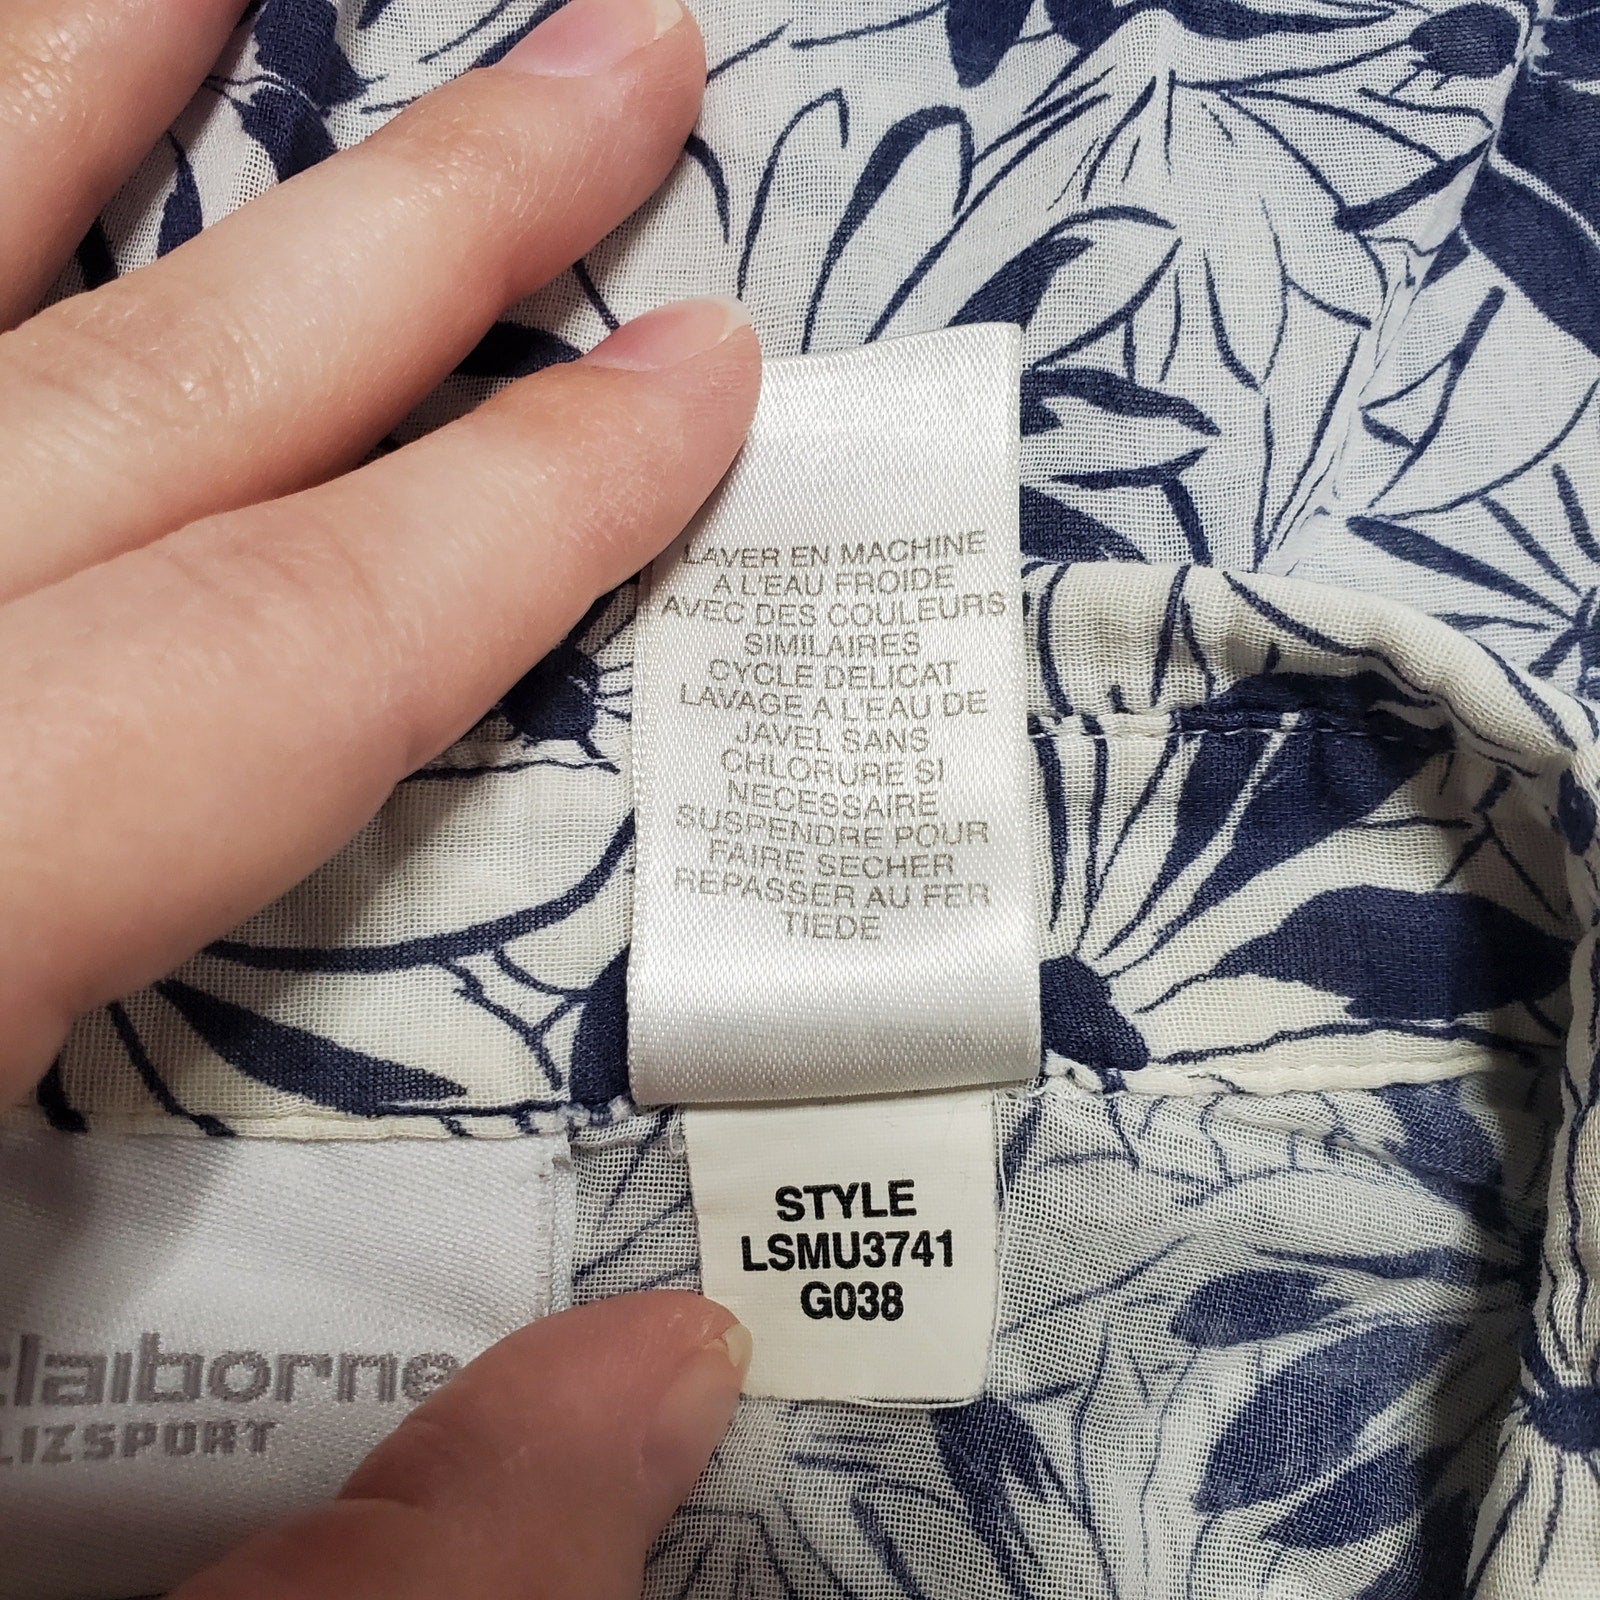 LAVER EN MACHINE
A L'EAU FROIDE
AVEC DES COULEURS
SIMILAIRES
CYCLE DELICAT
LAVAGE A L'EAU DE
JAVEL SANS
CHLORURE SI
NECESSAIRE
SUSPENDRE POUR
FAIRE SECHER
REPASSER AU FER
TIEDE
STYLE
LSMU3741
G038
claiborne
LIZSPORT